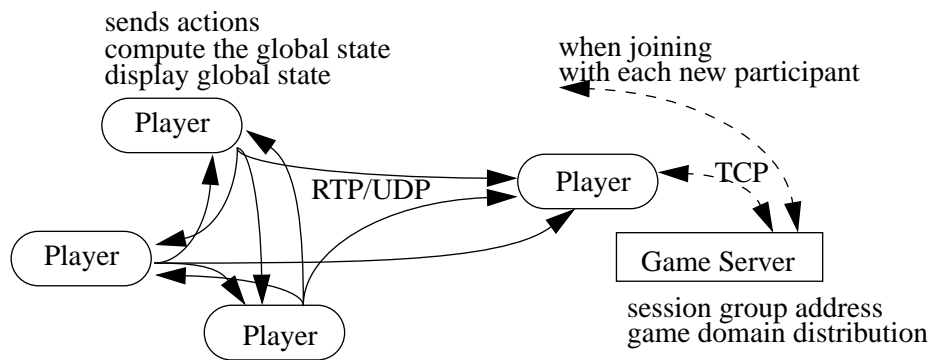 sends actions
compute the global state
display global state
when joining
with each new participant
Player
Player
TCP
RTP/UDP
Player
Game Server
Player
session group address
game domain distribution